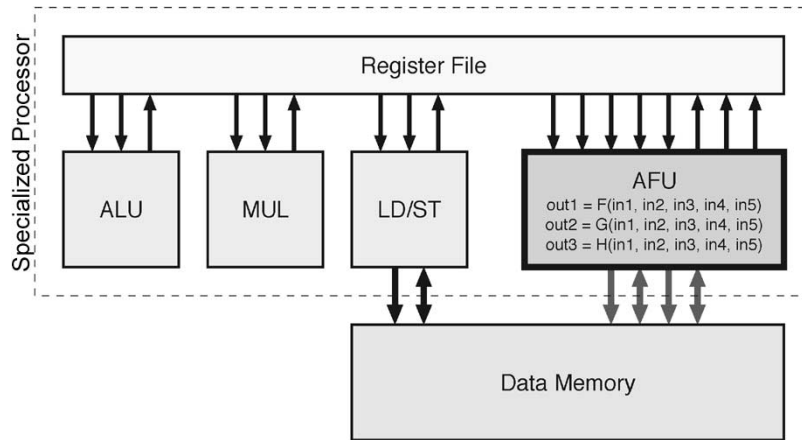 Specialized Processor
Register File
ALU
MUL
LD/ST
AFU
out1 = F(in1, in2, in3, in4, in5)
out2 = G(in1, in2, in3, in4, in5)
out3 = H(in1, in2, in3, in4, in5)
Data Memory